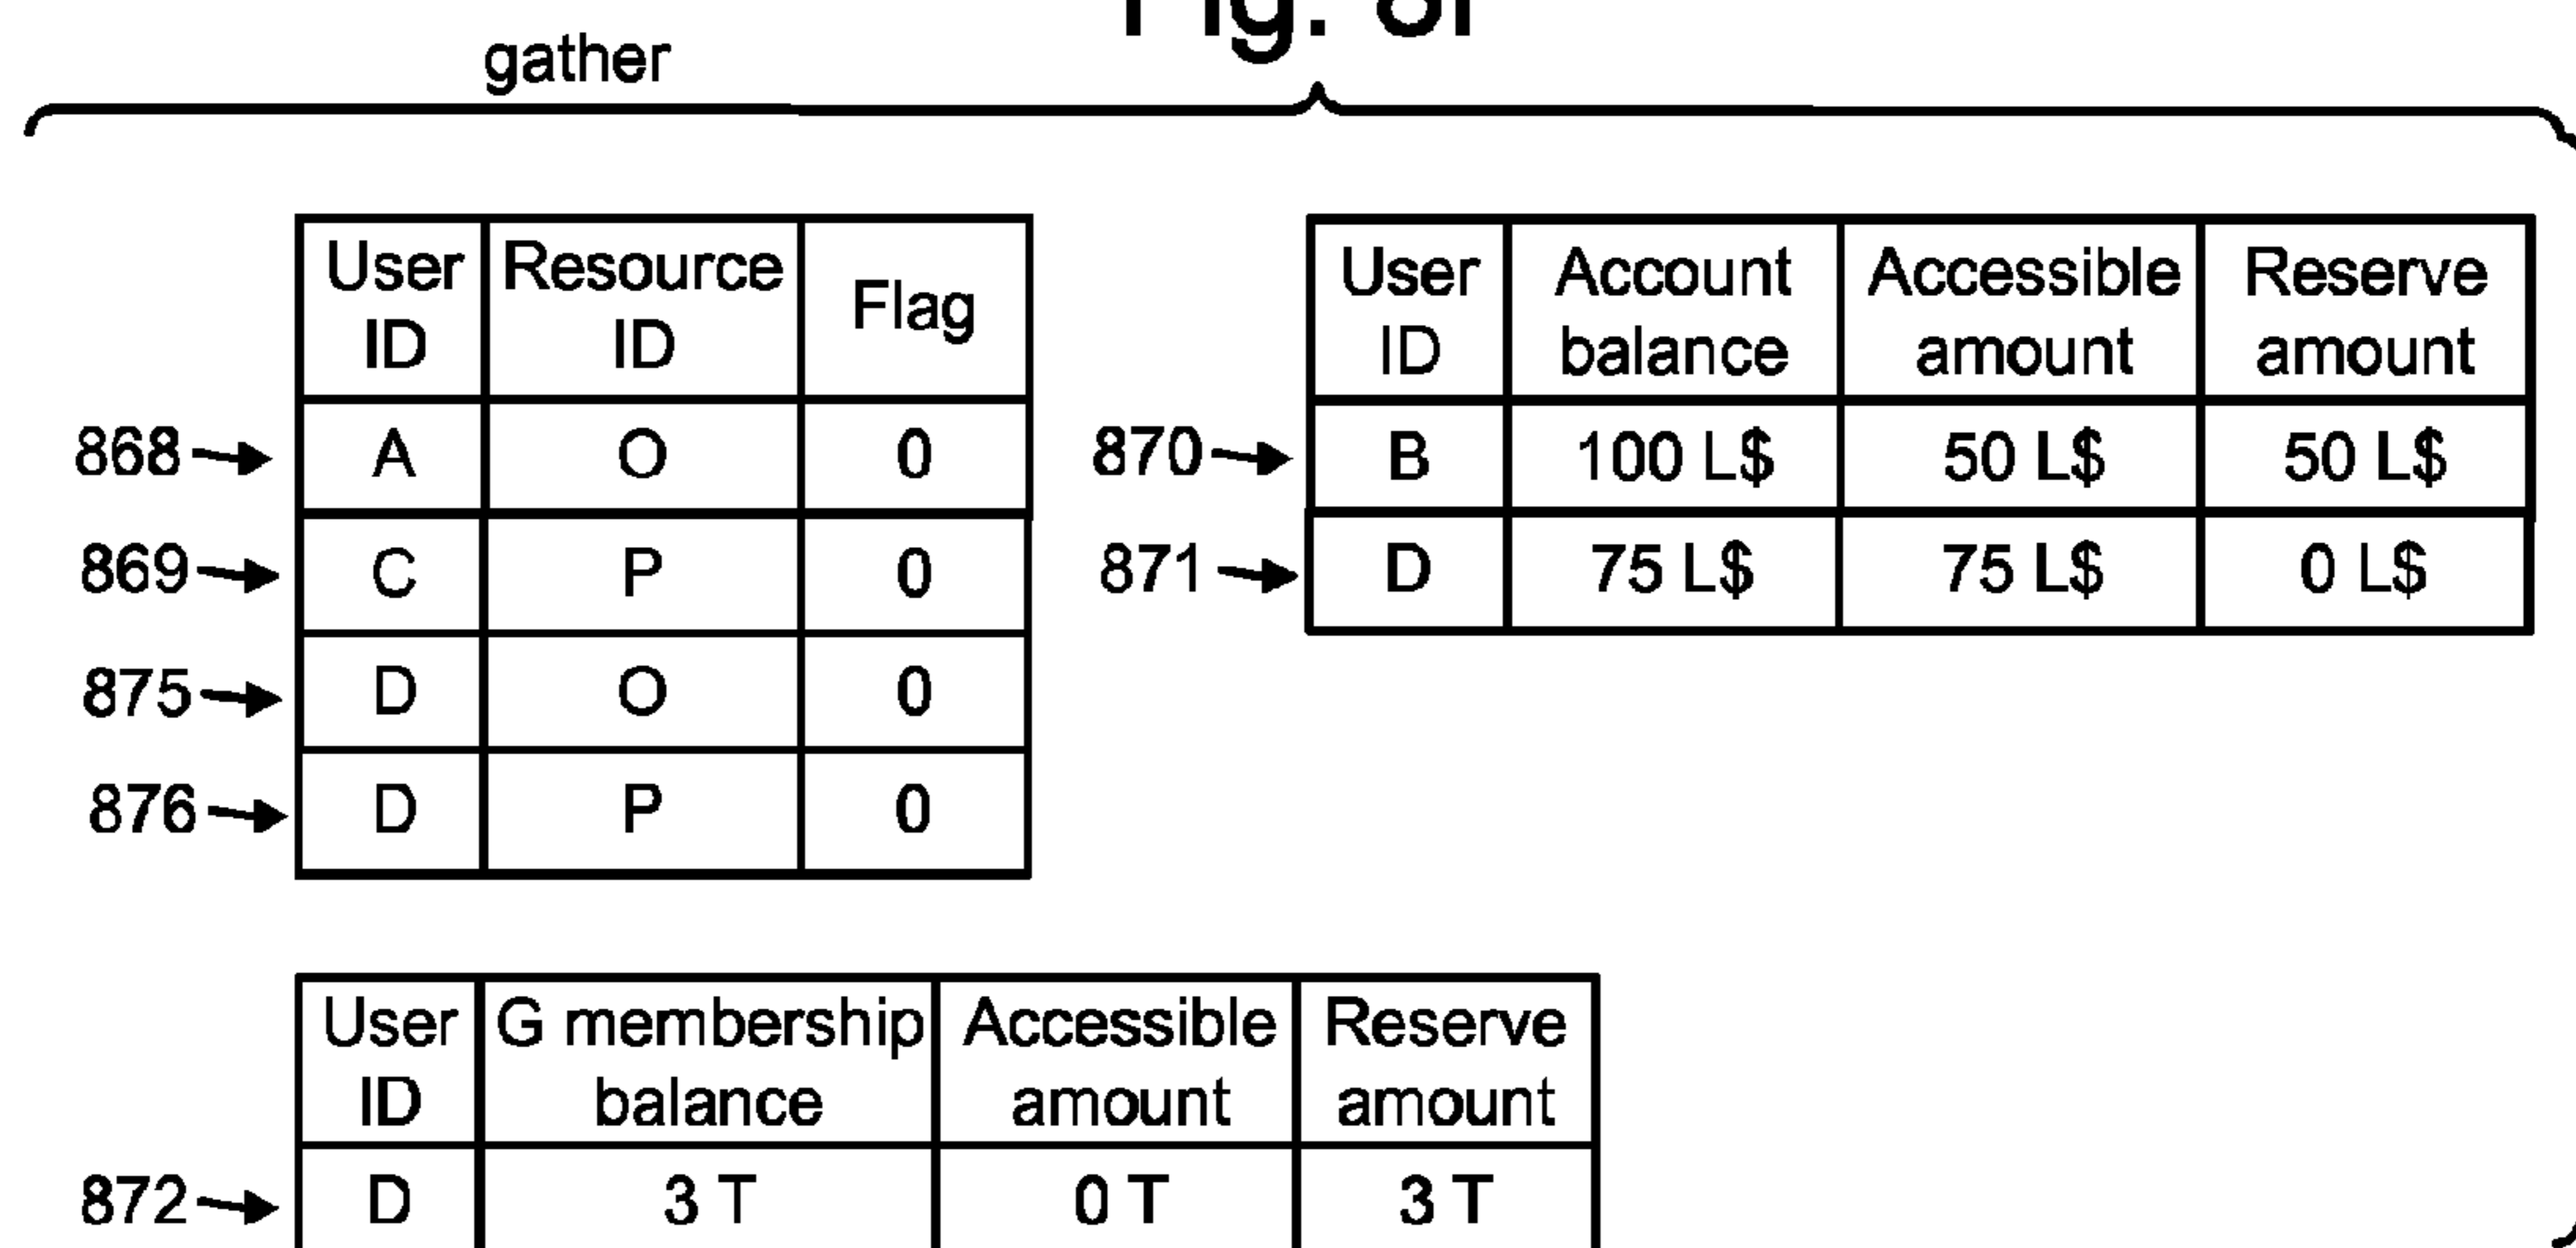 Fig. 8f
gather
User ID Resource ID Flag
868 A O 0
869 C P 0
875 D O 0
876 D P 0
User ID Account balance Accessible amount Reserve amount
870 B 100 L$ 50 L$ 50 L$
871 D 75 L$ 75 L$ 0 L$
User ID G membership balance Accessible amount Reserve amount
872 D 3 T 0 T 3 T